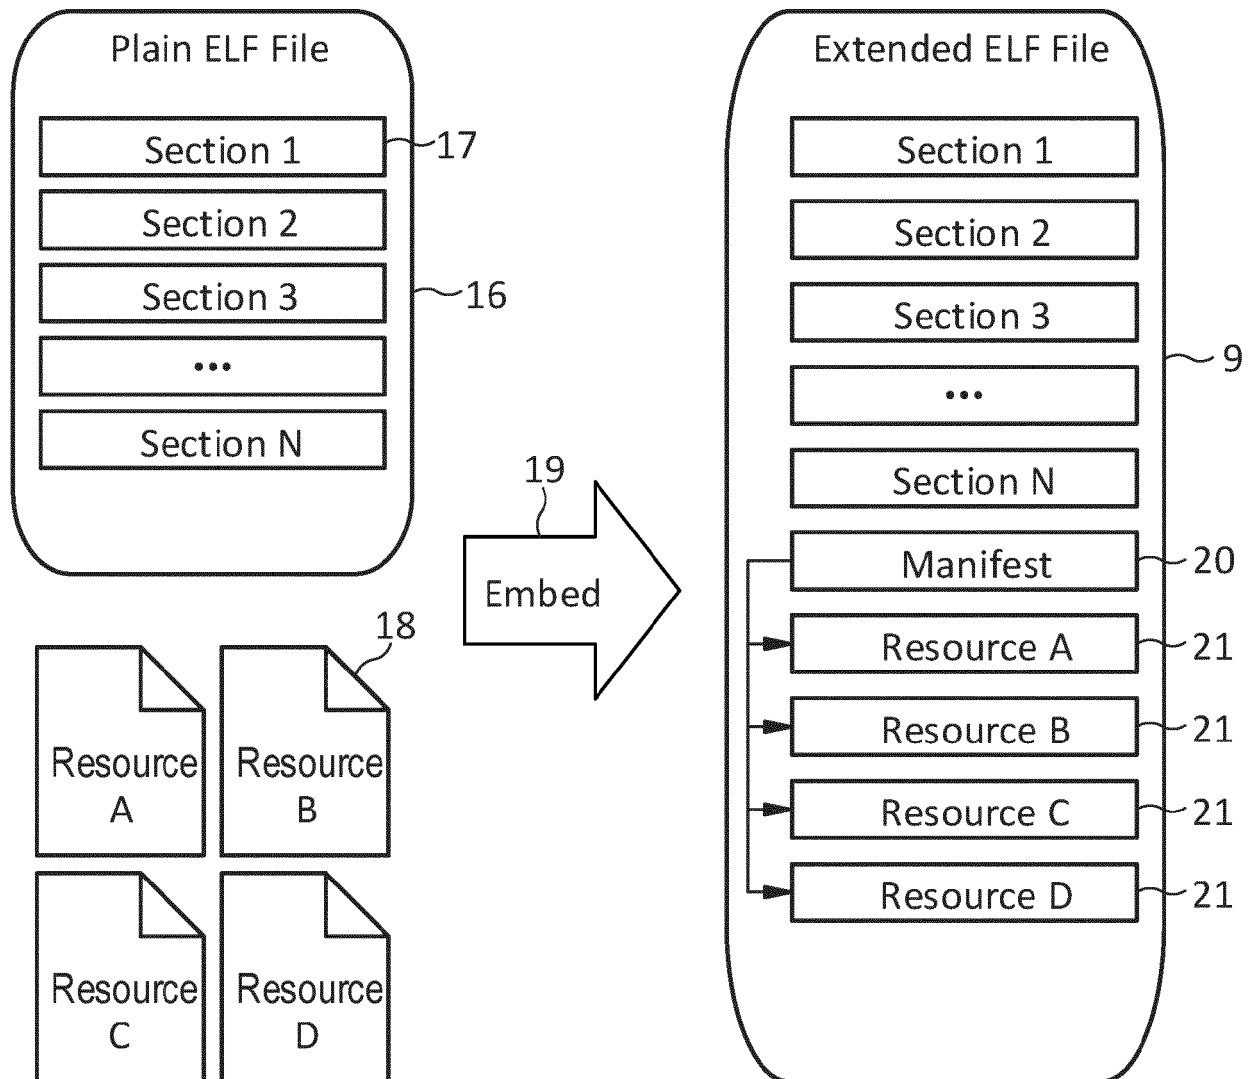 Plain ELF File
Section 1
17
Section 2
Section 3
16
...
Section N
18
Resource
A
Resource
B
Resource
C
Resource
D
19
Embed
Extended ELF File
Section 1
Section 2
Section 3
9
...
Section N
Manifest
20
Resource A
21
Resource B
21
Resource C
21
Resource D
21